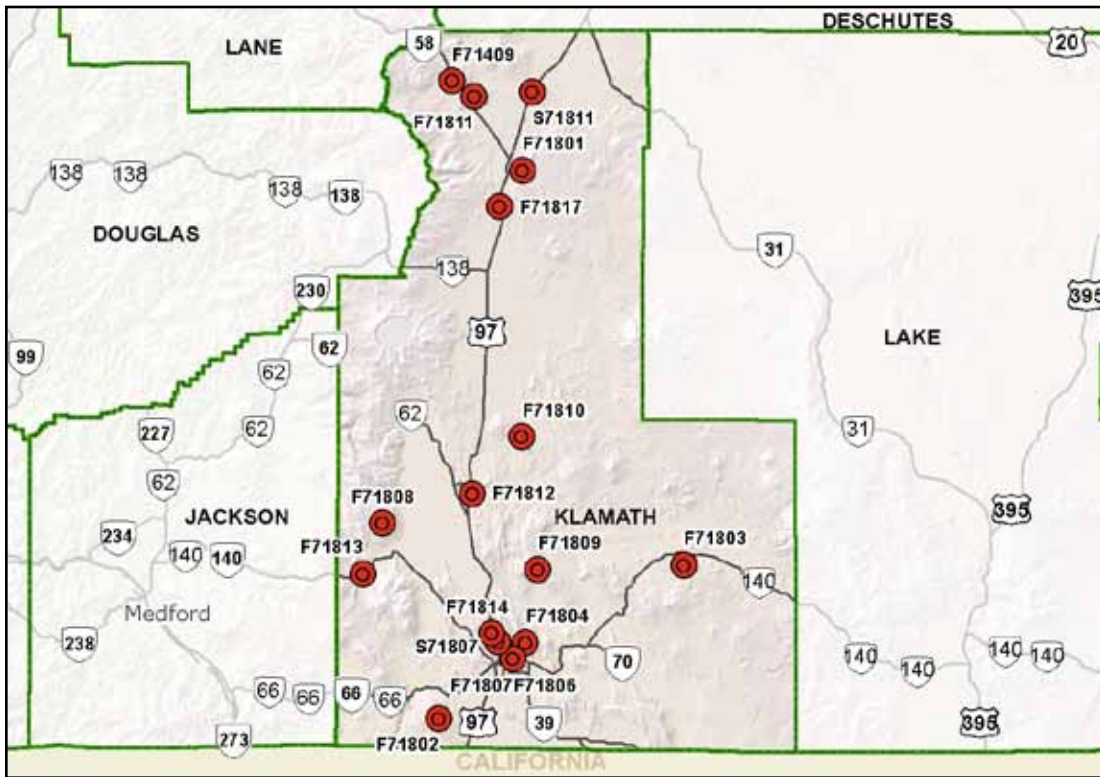 DESCHUTES
LANE
58
20
F71409
F71811
S71811
F71801
138
138
138
138
F71817
DOUGLAS
31
138
230
395
97
99
62
LAKE
62
62
F71810
227
62
31
62
F71812
395
F71808
JACKSON
KLAMATH
234
F71813
140
140
F71809
F71803
140
Medford
F71814
F71804
238
S71807
70
140
140
140
140
F71807
F71806
66
66
66
66
97
39
395
F71802
273
CALIFORNIA